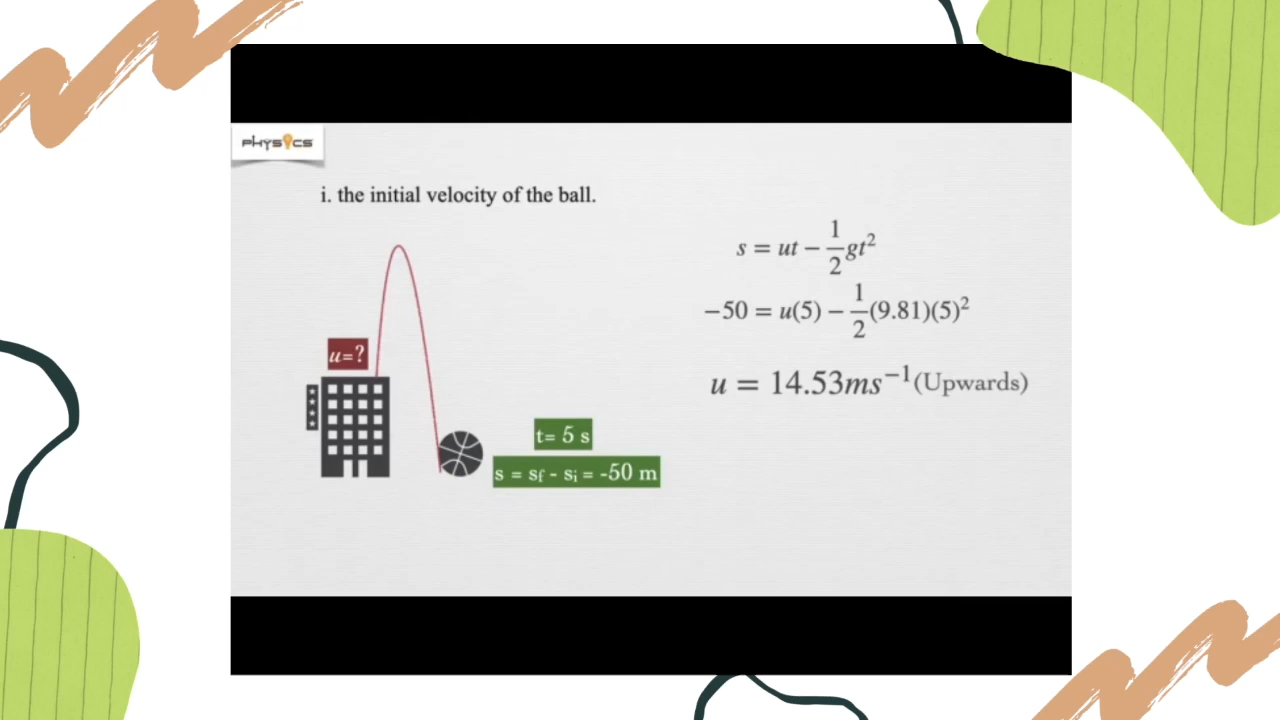 PHYSICS
i. the initial velocity of the ball.
s = ut − 1/2 gt²
−50 = u(5) − 1/2 (9.81)(5)²
u=?
u = 14.53ms⁻¹(Upwards)
t= 5 s
s = sf - si = -50 m